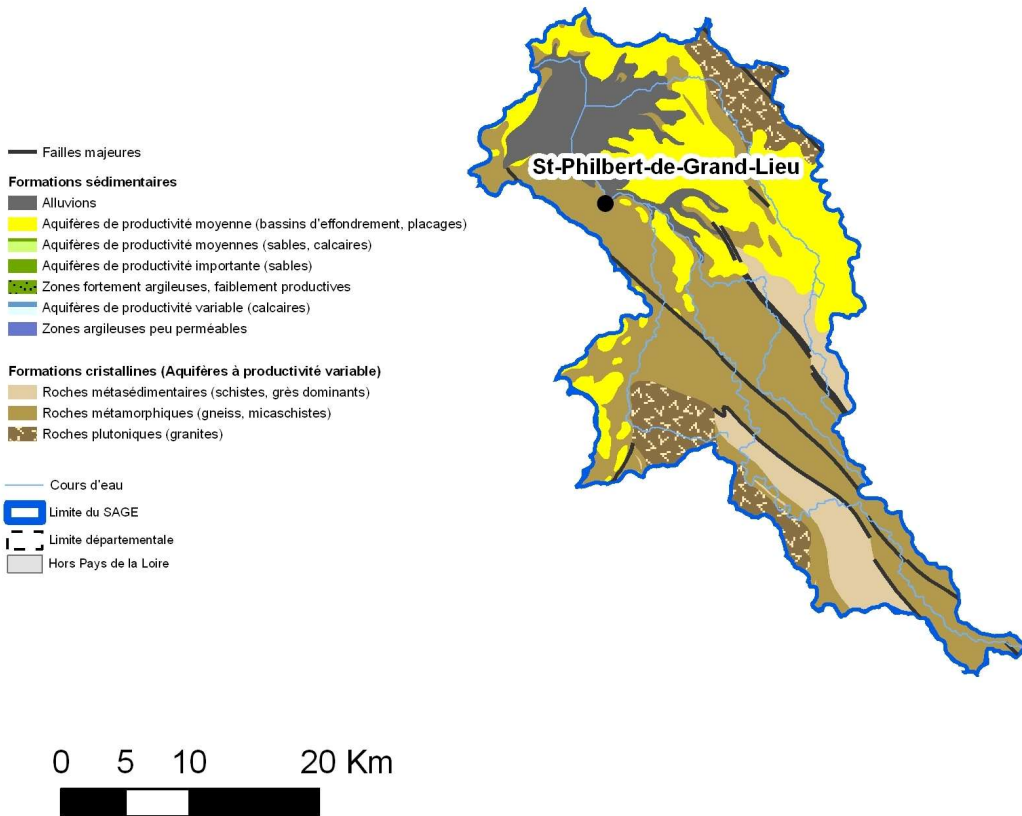 St-Philbert-de-Grand-Lieu
Failles majeures
Formations sédimentaires
Alluvions
Aquifères de productivité moyenne (bassins d'effondrement, placages)
Aquifères de productivité moyennes (sables, calcaires)
Aquifères de productivité importante (sables)
Zones fortement argileuses, faiblement productives
Aquifères de productivité variable (calcaires)
Zones argileuses peu perméables
Formations cristallines (Aquifères à productivité variable)
Roches métasédimentaires (schistes, grès dominants)
Roches métamorphiques (gneiss, micaschistes)
Roches plutoniques (granites)
Cours d'eau
Limite du SAGE
Limite départementale
Hors Pays de la Loire
0 5 10 20 Km